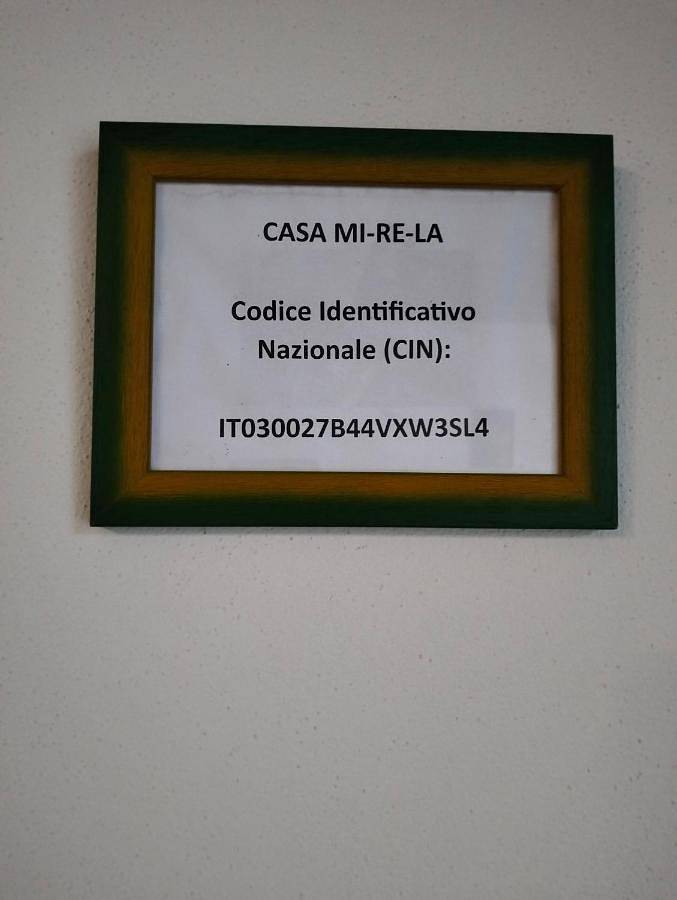 CASA MI-RE-LA
Codice Identificativo
Nazionale (CIN):
IT030027B44VXW3SL4